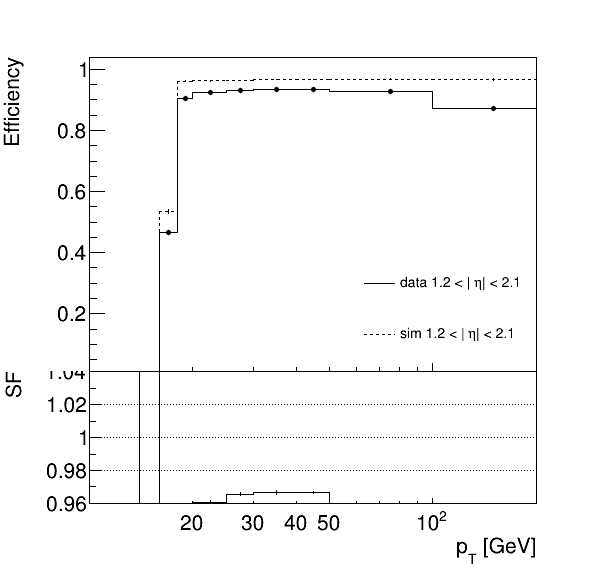 Efficiency
1
0.8
0.6
0.4
0.2
data 1.2 < | η| < 2.1
sim 1.2 < | η| < 2.1
SF
1.04
1.02
1
0.98
0.96
20 30 40 50 10²
p_T [GeV]